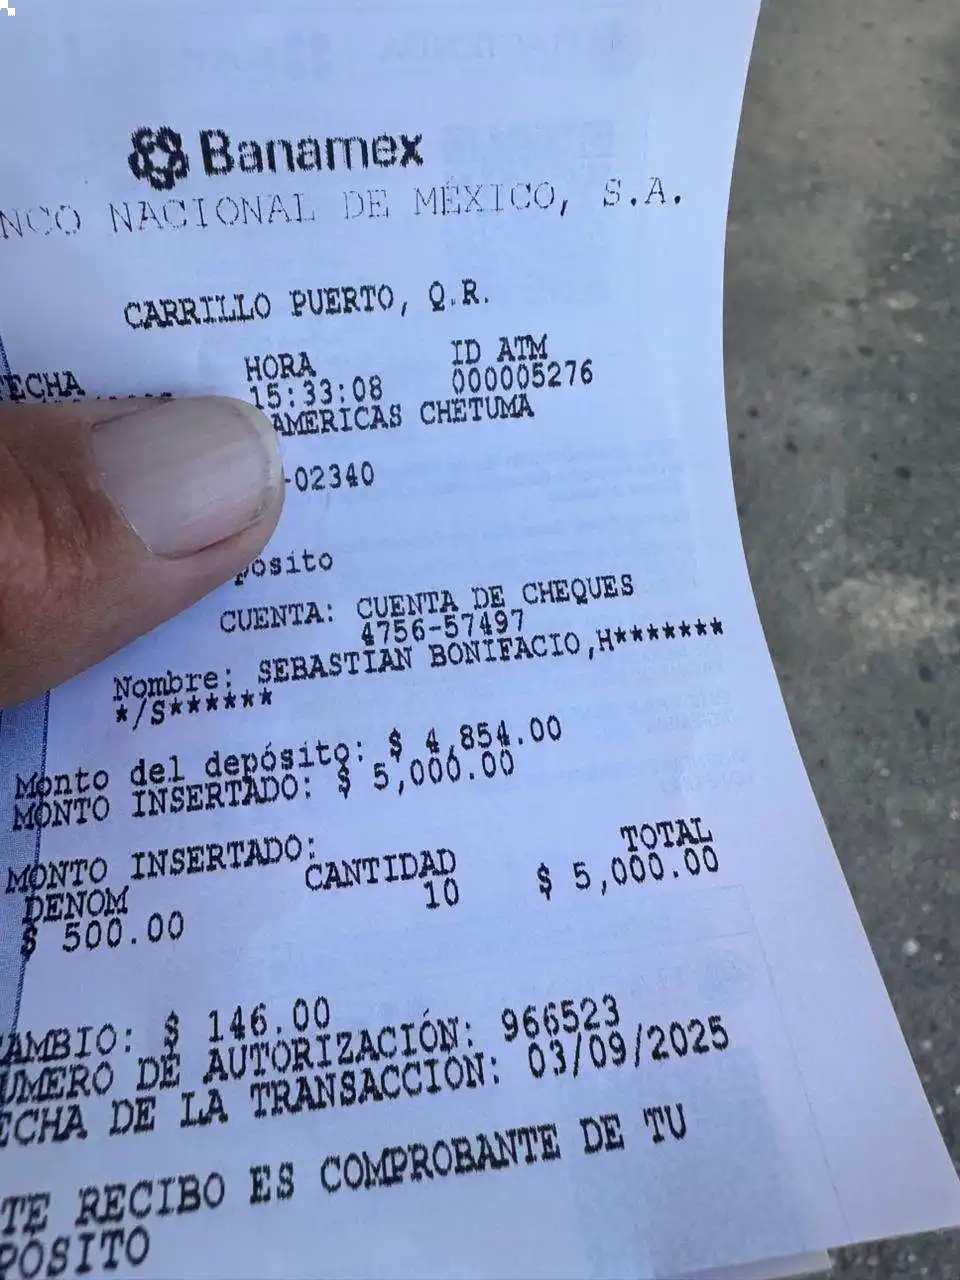 Banamex
NCO NACIONAL DE MÉXICO, S.A.
CARRILLO PUERTO, Q.R.
FECHA HORA ID ATM
15:33:08 000005276
AMERICAS CHETUMA
-02340
pósito
CUENTA: CUENTA DE CHEQUES
4756-57497
Nombre: SEBASTIAN BONIFACIO,H*******
*/S******
Monto del depósito: $ 4,854.00
MONTO INSERTADO: $ 5,000.00
MONTO INSERTADO:
DENOM CANTIDAD TOTAL
$ 500.00 10 $ 5,000.00
AMBIO: $ 146.00
UMERO DE AUTORIZACIÓN: 966523
ECHA DE LA TRANSACCIÓN: 03/09/2025
TE RECIBO ES COMPROBANTE DE TU
PÓSITO